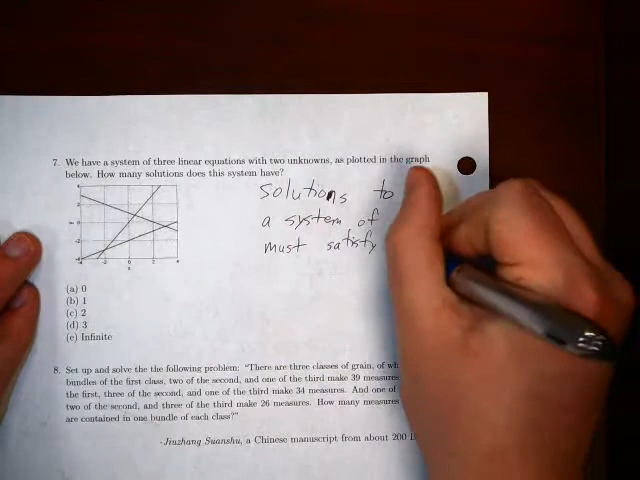 7. We have a system of three linear equations with two unknowns, as plotted in the graph
below. How many solutions does this system have?
Solutions to
a system of
must satisfy
(a) 0
(b) 1
(c) 2
(d) 3
(e) Infinite
8. Set up and solve the the following problem: "There are three classes of grain, of
bundles of the first class, two of the second, and one of the third make 39 measures
the first, three of the second, and one of the third make 34 measures. And one of
two of the second, and three of the third make 26 measures. How many measures
are contained in one bundle of each class?"
-Jiuzhang Suanshu, a Chinese manuscript from about 200